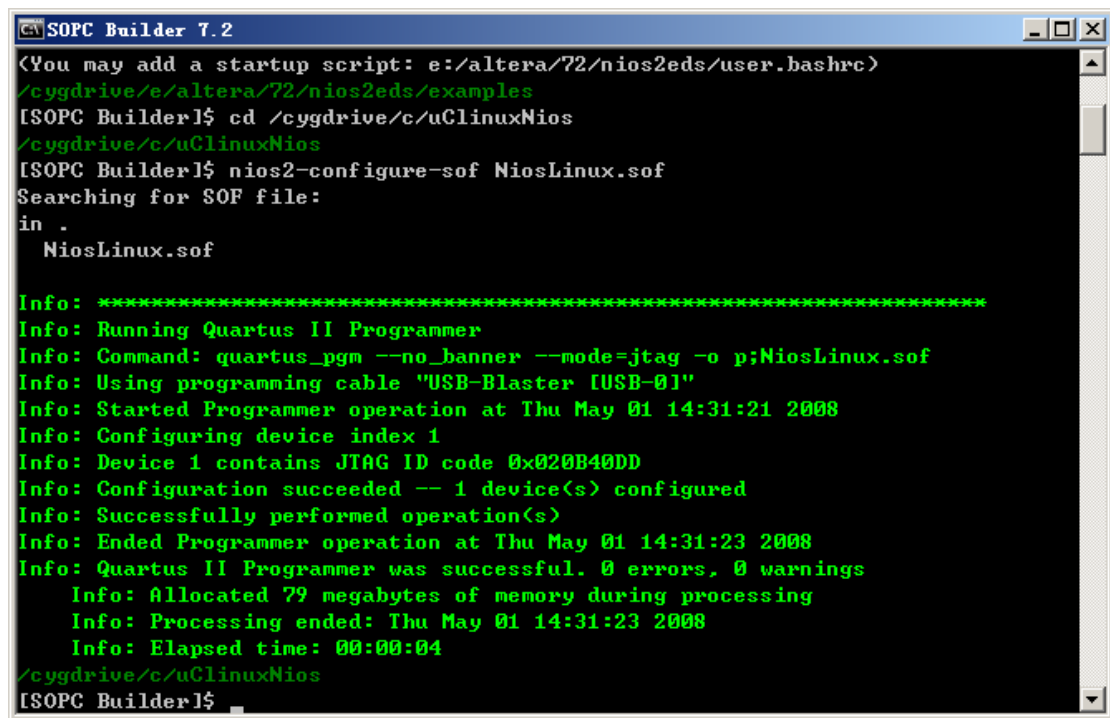 SOPC Builder 7.2
(You may add a startup script: e:/altera/72/nios2eds/user.bashrc)
/cygdrive/e/altera/72/nios2eds/examples
[SOPC Builder]$ cd /cygdrive/c/uClinuxNios
/cygdrive/c/uClinuxNios
[SOPC Builder]$ nios2-configure-sof NiosLinux.sof
Searching for SOF file:
in .
  NiosLinux.sof

Info: *******************************************************************
Info: Running Quartus II Programmer
Info: Command: quartus_pgm --no_banner --mode=jtag -o p;NiosLinux.sof
Info: Using programming cable "USB-Blaster [USB-0]"
Info: Started Programmer operation at Thu May 01 14:31:21 2008
Info: Configuring device index 1
Info: Device 1 contains JTAG ID code 0x020B40DD
Info: Configuration succeeded -- 1 device(s) configured
Info: Successfully performed operation(s)
Info: Ended Programmer operation at Thu May 01 14:31:23 2008
Info: Quartus II Programmer was successful. 0 errors, 0 warnings
    Info: Allocated 79 megabytes of memory during processing
    Info: Processing ended: Thu May 01 14:31:23 2008
    Info: Elapsed time: 00:00:04
/cygdrive/c/uClinuxNios
[SOPC Builder]$ _